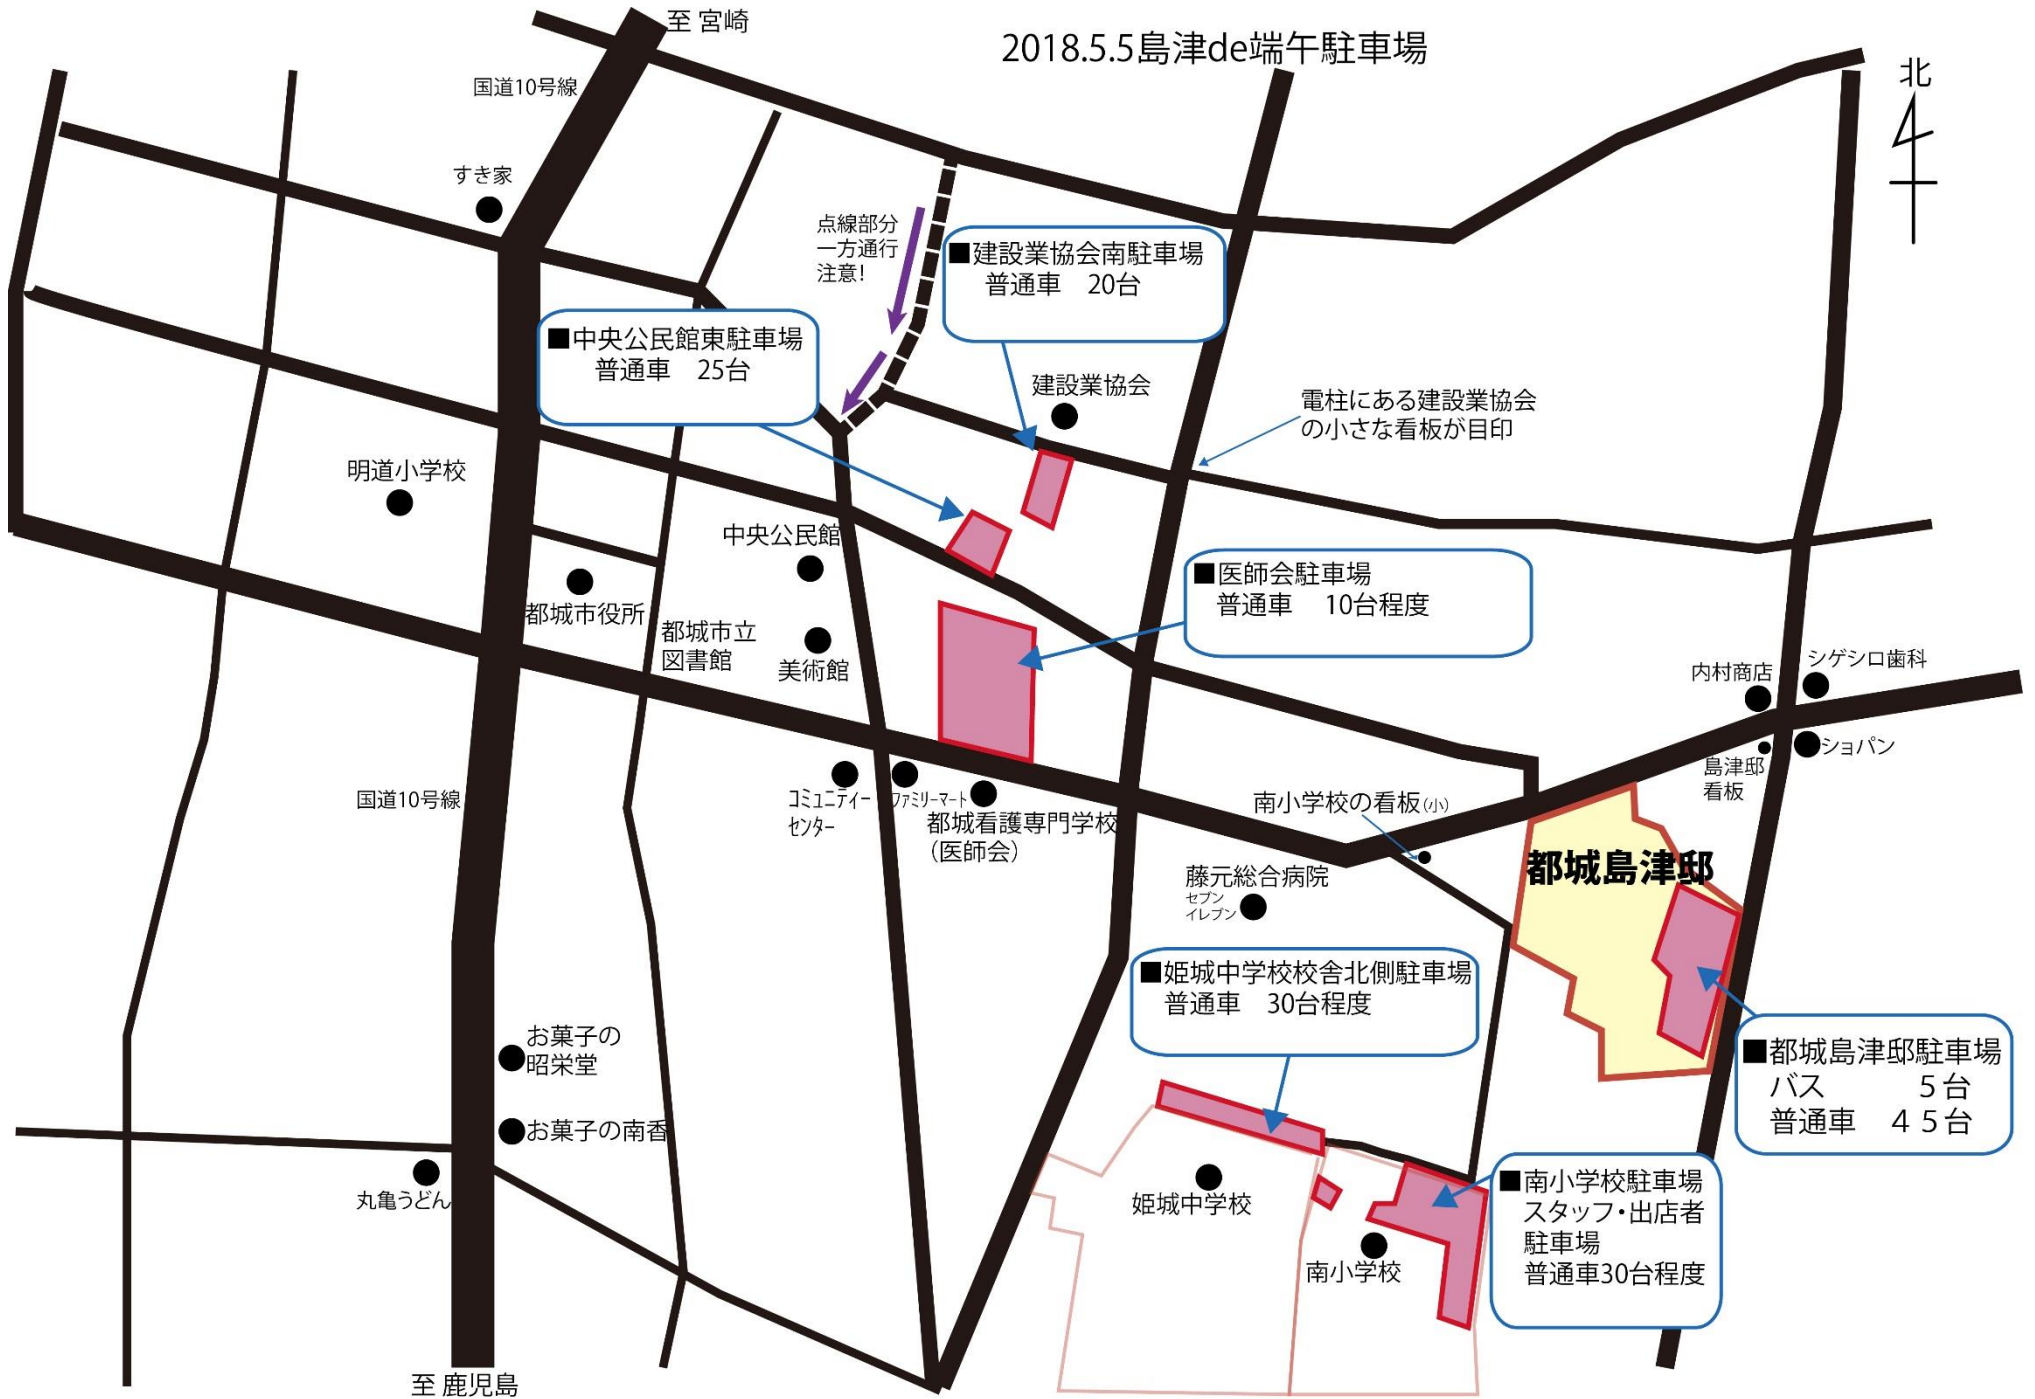 至 宮崎
2018.5.5島津de端午駐車場
北
国道10号線
すき家
点線部分
一方通行
注意!
■建設業協会南駐車場
普通車　20台
■中央公民館東駐車場
普通車　25台
建設業協会
電柱にある建設業協会
の小さな看板が目印
明道小学校
中央公民館
■医師会駐車場
普通車　10台程度
都城市役所
都城市立
図書館
美術館
内村商店
シゲシロ歯科
ショパン
島津邸
看板
国道10号線
コミュニティー
センター
ファミリーマート
都城看護専門学校
(医師会)
南小学校の看板(小)
都城島津邸
藤元総合病院
セブン
イレブン
■姫城中学校校舎北側駐車場
普通車　30台程度
お菓子の
昭栄堂
■都城島津邸駐車場
バス　　　5台
普通車　45台
お菓子の南香
丸亀うどん
姫城中学校
南小学校
■南小学校駐車場
スタッフ・出店者
駐車場
普通車30台程度
至 鹿児島